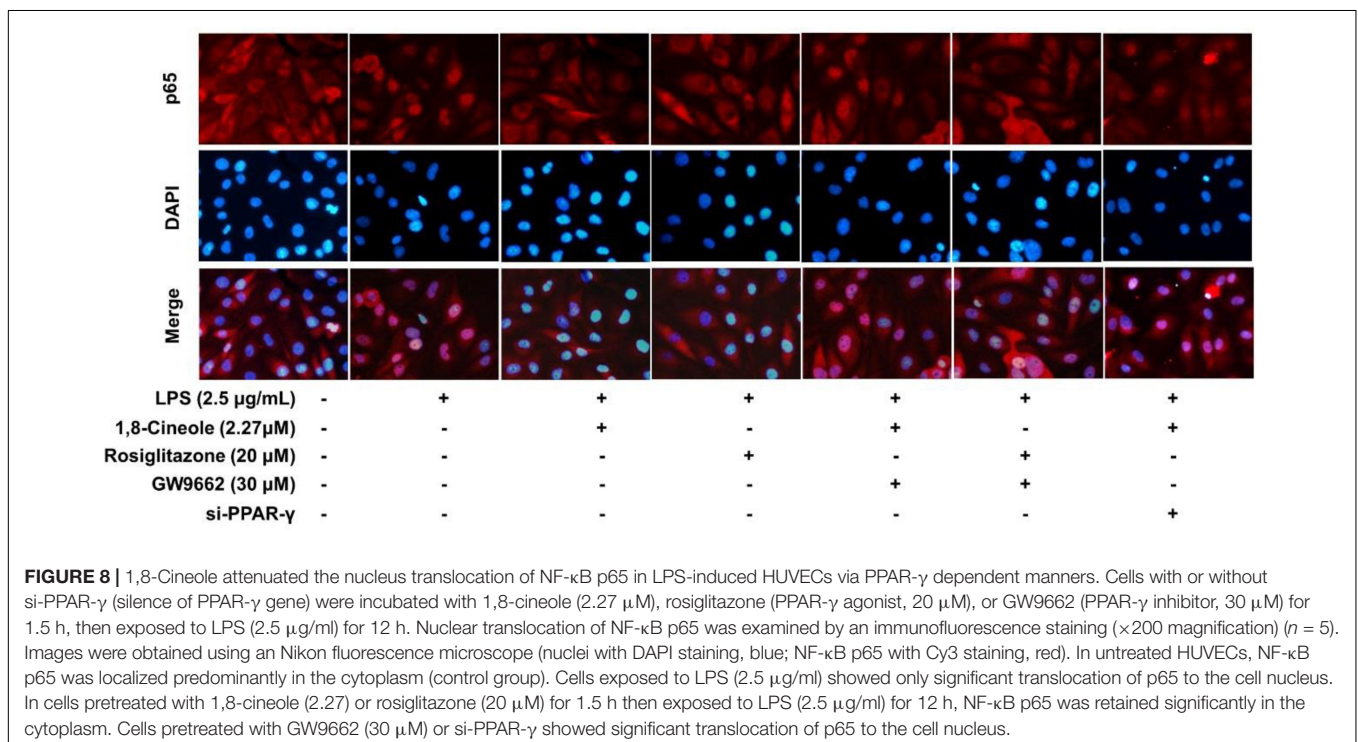 p65
DAPI
Merge
LPS (2.5 µg/mL) - + + + + + +
1,8-Cineole (2.27µM) - - + - + - +
Rosiglitazone (20 µM) - - - + - + -
GW9662 (30 µM) - - - - + + -
si-PPAR-γ - - - - - - +
FIGURE 8 | 1,8-Cineole attenuated the nucleus translocation of NF-κB p65 in LPS-induced HUVECs via PPAR-γ dependent manners. Cells with or without
si-PPAR-γ (silence of PPAR-γ gene) were incubated with 1,8-cineole (2.27 µM), rosiglitazone (PPAR-γ agonist, 20 µM), or GW9662 (PPAR-γ inhibitor, 30 µM) for
1.5 h, then exposed to LPS (2.5 µg/ml) for 12 h. Nuclear translocation of NF-κB p65 was examined by an immunofluorescence staining (×200 magnification) (n = 5).
Images were obtained using an Nikon fluorescence microscope (nuclei with DAPI staining, blue; NF-κB p65 with Cy3 staining, red). In untreated HUVECs, NF-κB
p65 was localized predominantly in the cytoplasm (control group). Cells exposed to LPS (2.5 µg/ml) showed only significant translocation of p65 to the cell nucleus.
In cells pretreated with 1,8-cineole (2.27) or rosiglitazone (20 µM) for 1.5 h then exposed to LPS (2.5 µg/ml) for 12 h, NF-κB p65 was retained significantly in the
cytoplasm. Cells pretreated with GW9662 (30 µM) or si-PPAR-γ showed significant translocation of p65 to the cell nucleus.